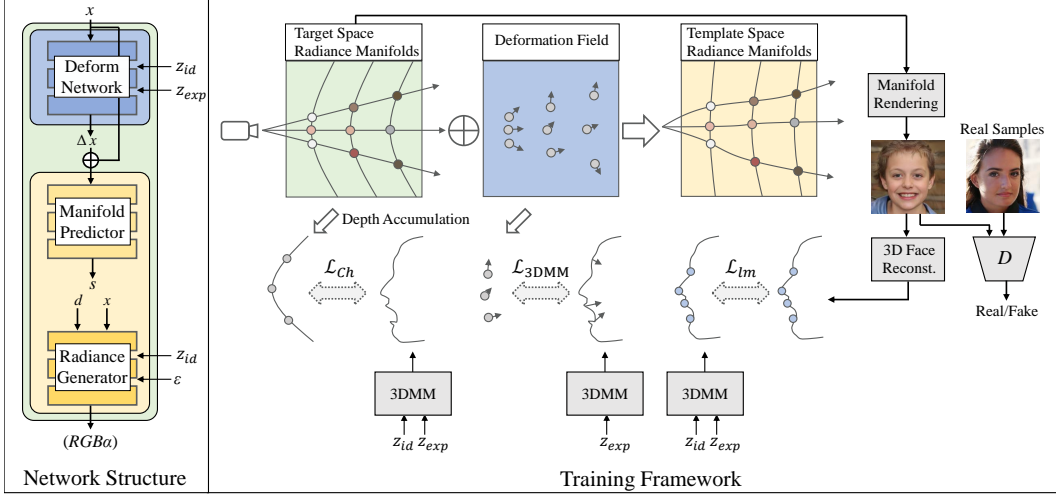 x
Deform
Network
z_id
z_exp
Δx
Manifold
Predictor
s
d x
Radiance
Generator
z_id
ε
(RGBα)
Network Structure
Target Space
Radiance Manifolds
Deformation Field
Template Space
Radiance Manifolds
Manifold
Rendering
Real Samples
Depth Accumulation
ℒ_Ch
ℒ_3DMM
ℒ_lm
3D Face
Reconst.
D
Real/Fake
3DMM
3DMM
3DMM
z_id z_exp
z_exp
z_id z_exp
Training Framework